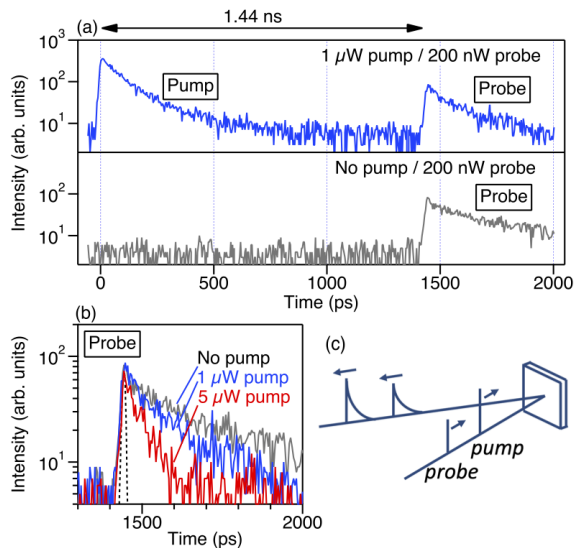 1.44 ns
(a)
10³
1 µW pump / 200 nW probe
Pump
Probe
10²
10¹
Intensity (arb. units)
No pump / 200 nW probe
Probe
10²
10¹
0
500
1000
1500
2000
Time (ps)
(b)
Probe
No pump
1 µW pump
5 µW pump
10²
10¹
Intensity (arb. units)
1500
2000
Time (ps)
(c)
pump
probe